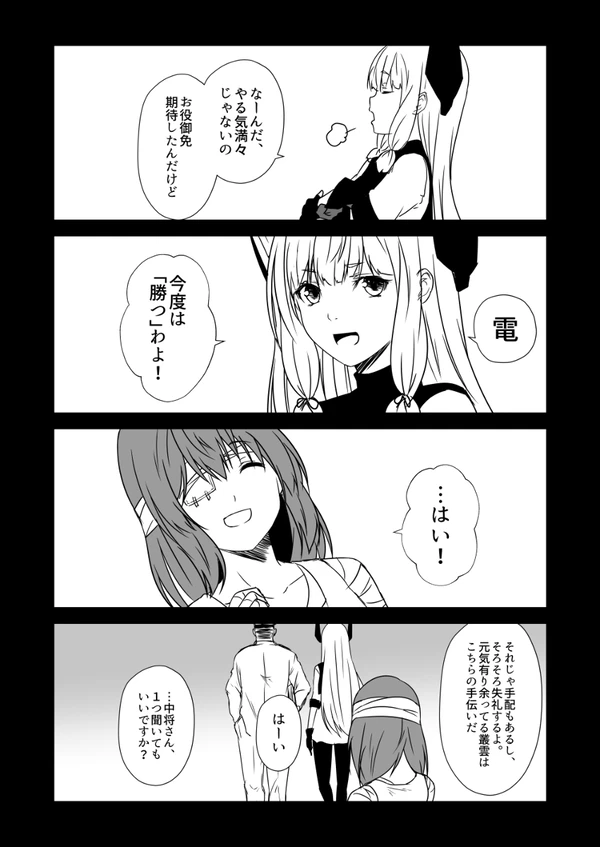 なーんだ、
やる気満々
じゃないの
お役御免
期待したんだけど
電
今度は
「勝つ」わよ！
…はい！
それじゃ手配もあるし、
そろそろ失礼するよ。
元気有り余ってる叢雲は
こちらの手伝いだ
はーい
…中将さん、
１つ聞いても
いいですか？